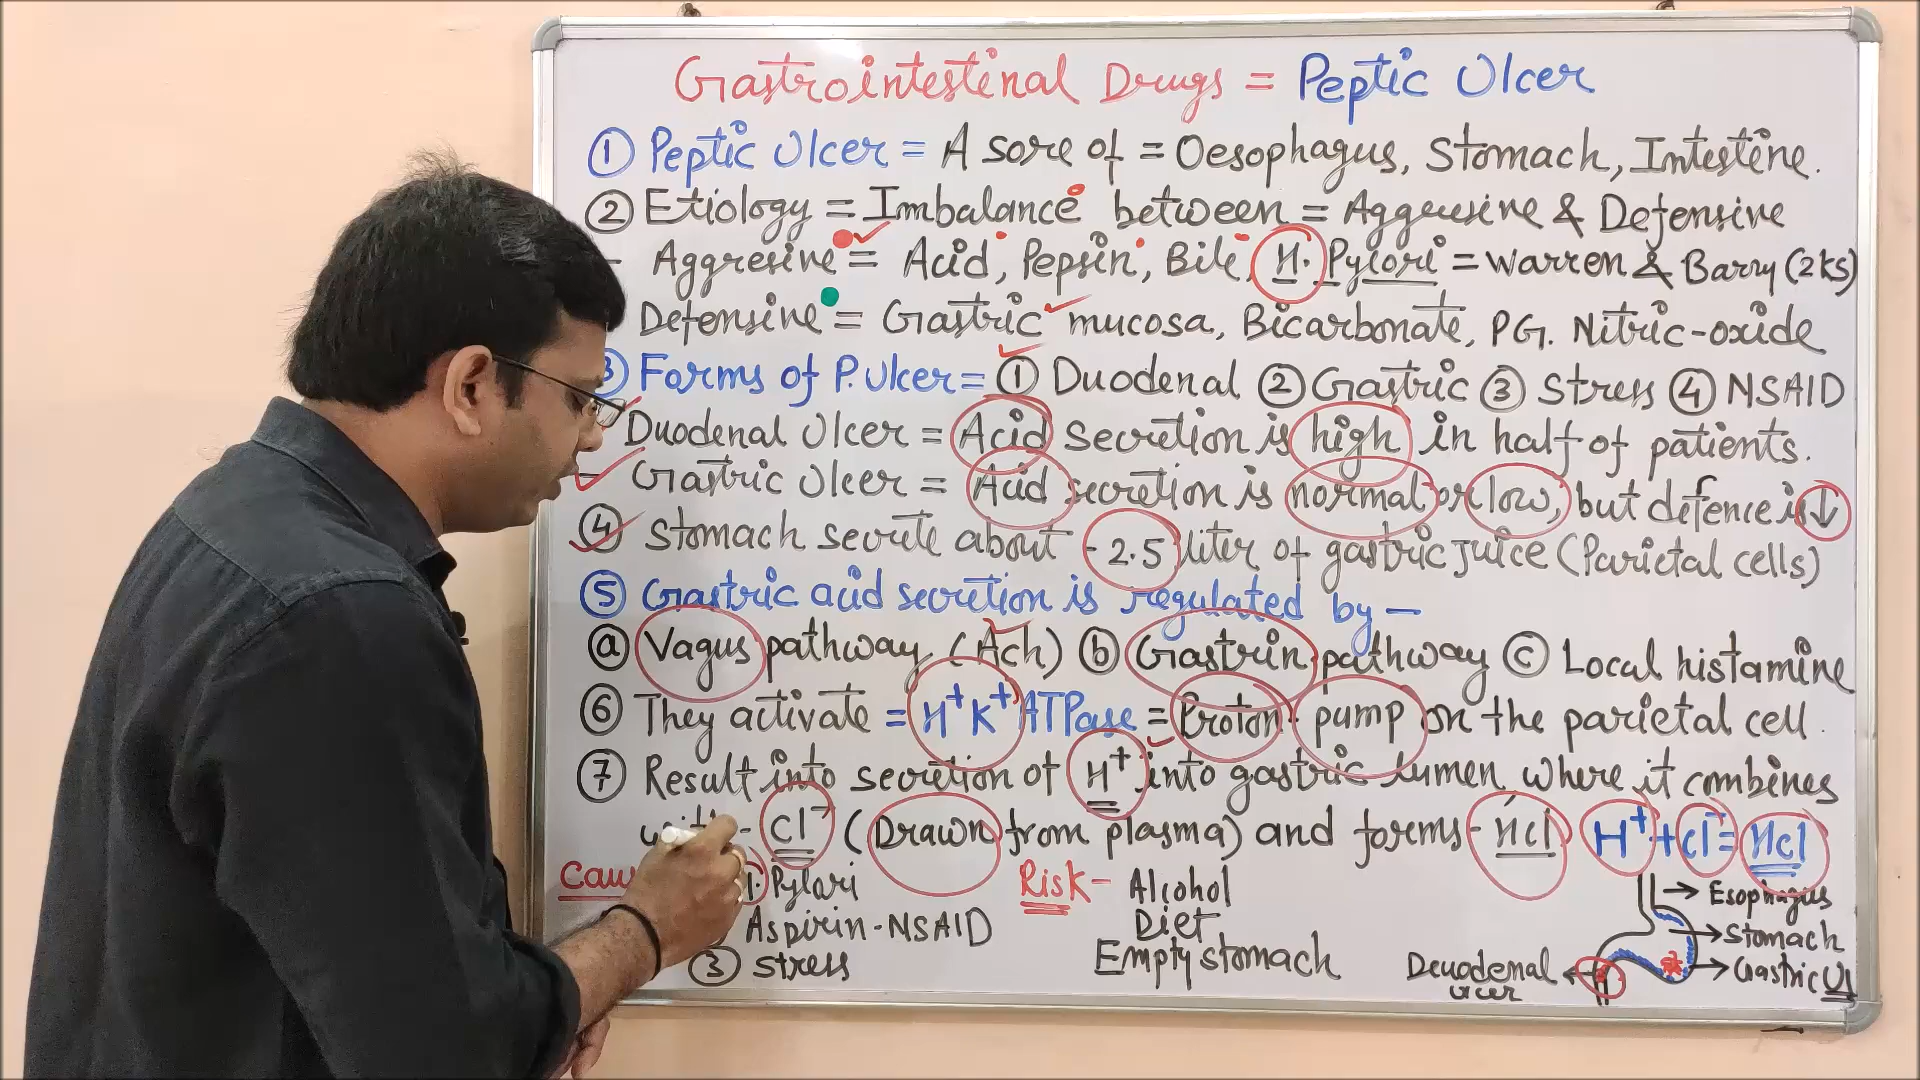 Gastrointestinal Drugs = Peptic Ulcer
① Peptic Ulcer = A sore of = Oesophagus, Stomach, Intestine.
② Etiology = Imbalance between = Aggressive & Defensive
- Aggresive = Acid, Pepsin, Bile, H. Pylori = Warren & Barry (2ks)
Defensive = Gastric mucosa, Bicarbonate, PG. Nitric-oxide
3 Forms of P. Ulcer = ① Duodenal ② Gastric ③ Stress ④ NSAID
Duodenal Ulcer = Acid secretion is high in half of patients.
- Gastric Ulcer = Acid secretion is normal or low, but defence is ↓
④ Stomach secrete about - 2.5 liter of gastric juice (Parietal cells)
⑤ Gastric acid secretion is regulated by -
ⓐ Vagus pathway (Ach) ⓑ Gastrin pathway ⓒ Local histamine
⑥ They activate = H⁺K⁺ATPase = Proton pump on the parietal cell
⑦ Result into secretion of H⁺ into gastric lumen where it combines
- Cl⁻ (Drawn from plasma) and forms - Hcl H⁺ + cl⁻ = Hcl
Pylari
Aspirin - NSAID
③ Stress
Risk - Alcohol
Diet
Empty stomach
→ Esophagus
→ Stomach
→ Gastric Ul
Deuodenal ←
ulcer